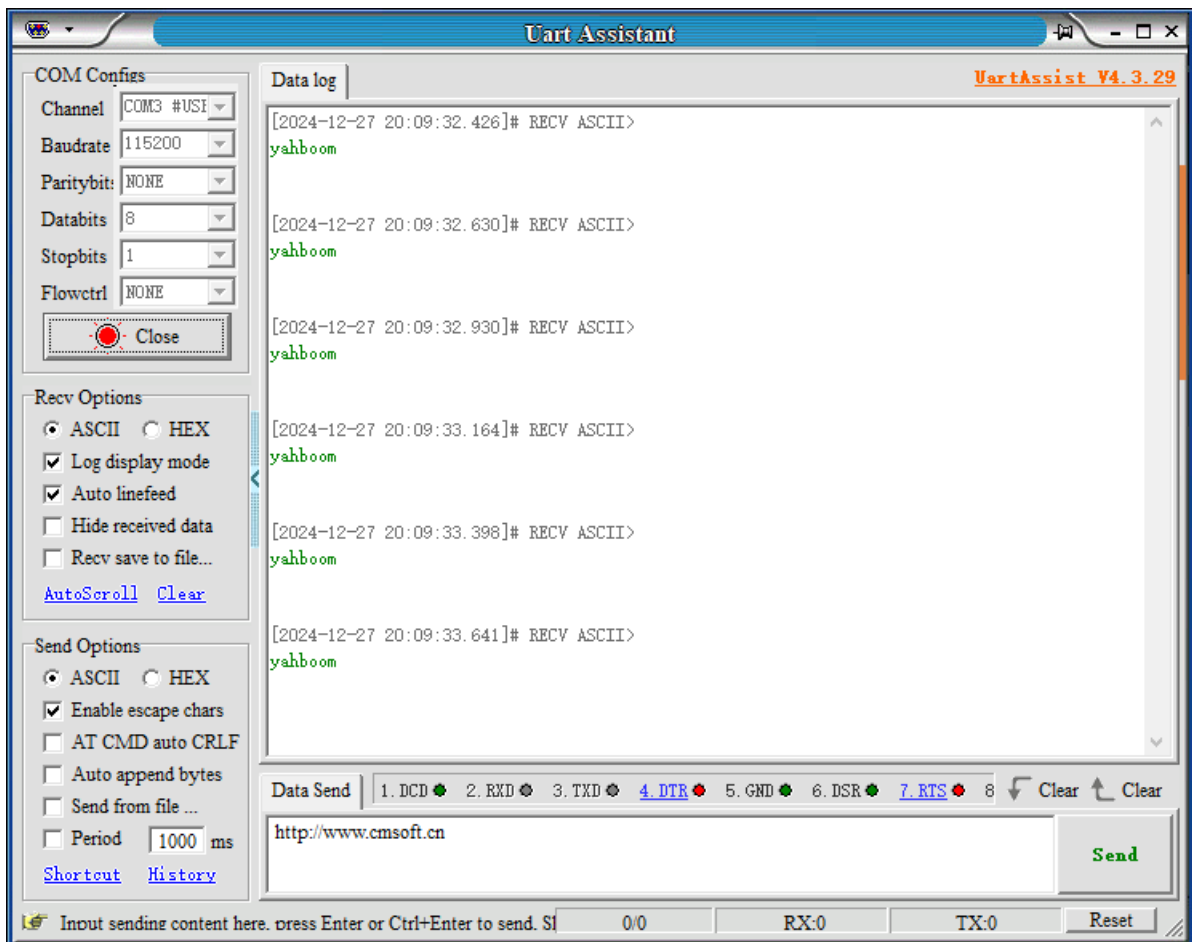 Uart Assistant
COM Configs
Channel COM3 #USI
Baudrate 115200
Paritybit: NONE
Databits 8
Stopbits 1
Flowctrl NONE
Close
Recv Options
ASCII HEX
Log display mode
Auto linefeed
Hide received data
Recv save to file...
AutoScroll Clear
Send Options
ASCII HEX
Enable escape chars
AT CMD auto CRLF
Auto append bytes
Send from file ...
Period 1000 ms
Shortcut History
Data log UartAssist V4.3.29
[2024-12-27 20:09:32.426]# RECV ASCII>
yahboom
[2024-12-27 20:09:32.630]# RECV ASCII>
yahboom
[2024-12-27 20:09:32.930]# RECV ASCII>
yahboom
[2024-12-27 20:09:33.164]# RECV ASCII>
yahboom
[2024-12-27 20:09:33.398]# RECV ASCII>
yahboom
[2024-12-27 20:09:33.641]# RECV ASCII>
yahboom
Data Send 1. DCD 2. RXD 3. TXD 4. DTR 5. GND 6. DSR 7. RTS 8 Clear Clear
http://www.cmsoft.cn
Send
Input sending content here, press Enter or Ctrl+Enter to send. Sl 0/0 RX:0 TX:0 Reset